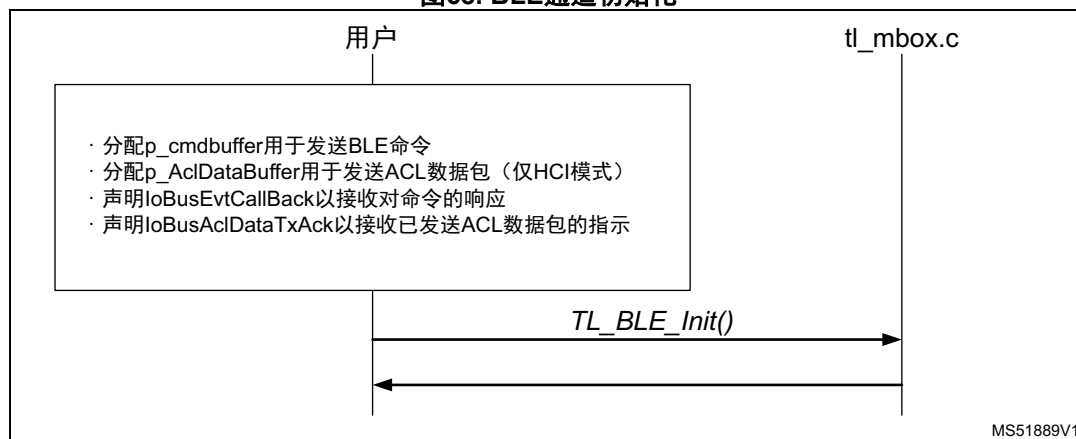 用户
tl_mbox.c
· 分配p_cmdbuffer用于发送BLE命令
· 分配p_AclDataBuffer用于发送ACL数据包（仅HCI模式）
· 声明IoBusEvtCallBack以接收对命令的响应
· 声明IoBusAclDataTxAck以接收已发送ACL数据包的指示
TL_BLE_Init()
MS51889V1